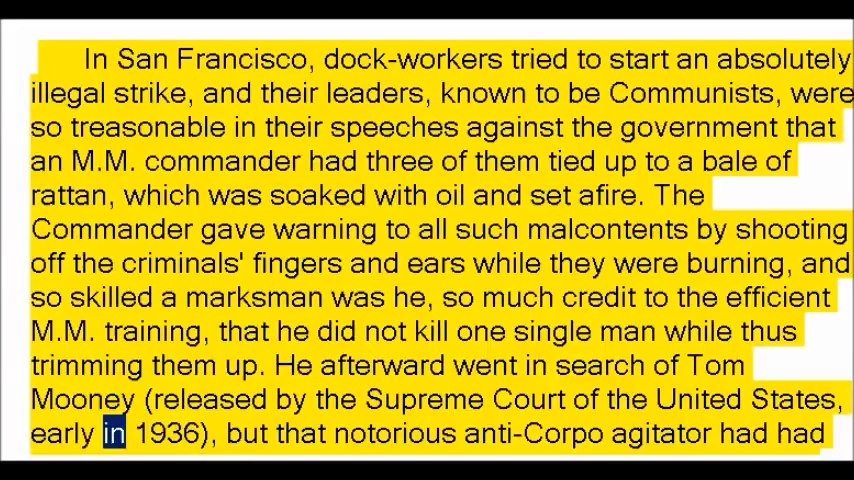 In San Francisco, dock-workers tried to start an absolutely
illegal strike, and their leaders, known to be Communists, were
so treasonable in their speeches against the government that
an M.M. commander had three of them tied up to a bale of
rattan, which was soaked with oil and set afire. The
Commander gave warning to all such malcontents by shooting
off the criminals' fingers and ears while they were burning, and
so skilled a marksman was he, so much credit to the efficient
M.M. training, that he did not kill one single man while thus
trimming them up. He afterward went in search of Tom
Mooney (released by the Supreme Court of the United States,
early in 1936), but that notorious anti-Corpo agitator had had